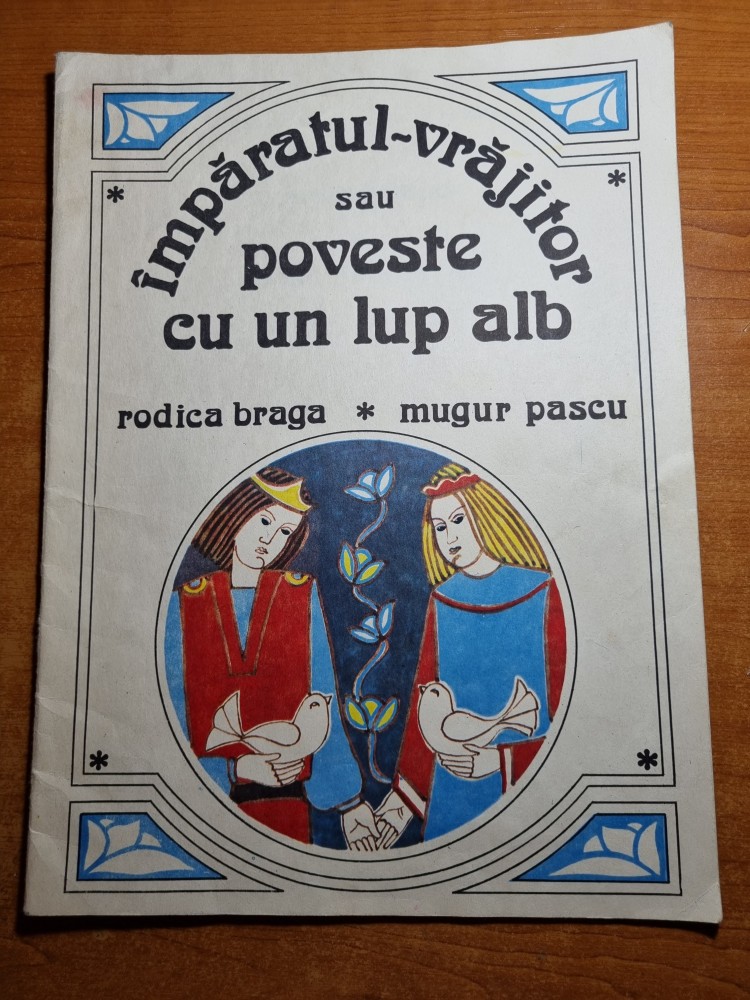 împăratul-vrăjitor
sau
poveste
cu un lup alb
rodica braga * mugur pascu